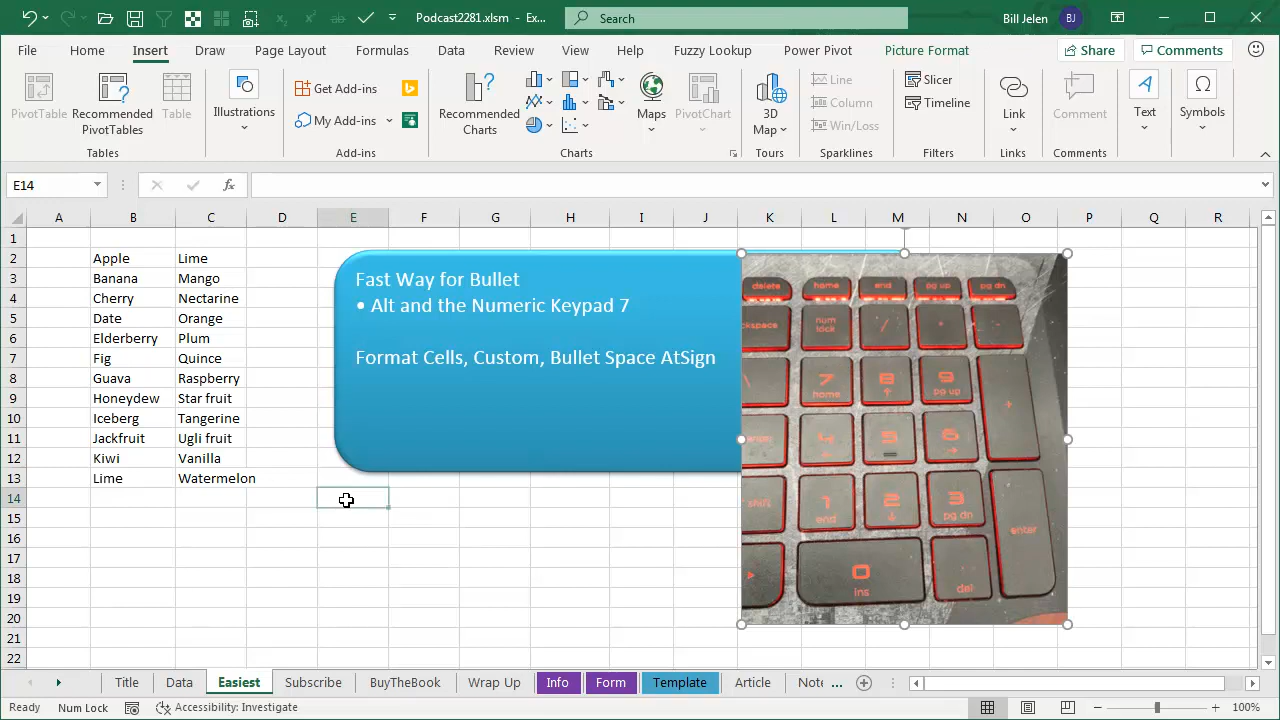 Podcast2281.xlsm - Ex...
Search
Bill Jelen
BJ
File Home Insert Draw Page Layout Formulas Data Review View Help Fuzzy Lookup Power Pivot Picture Format
Share
Comments
PivotTable
Recommended
PivotTables
Table
Tables
Illustrations
Get Add-ins
My Add-ins
Add-ins
Recommended
Charts
Maps
PivotChart
Charts
3D
Map
Tours
Line
Column
Win/Loss
Sparklines
Slicer
Timeline
Filters
Link
Links
Comment
Comments
Text
Symbols
E14
fx
A B C D E F G H I J K L M N O P Q R
1
2 Apple Lime
3 Banana Mango
4 Cherry Nectarine
5 Date Orange
6 Elderberry Plum
7 Fig Quince
8 Guava Raspberry
9 Honeydew Star fruit
10 Iceberg Tangerine
11 Jackfruit Ugli fruit
12 Kiwi Vanilla
13 Lime Watermelon
14
15
16
17
18
19
20
21
22
Fast Way for Bullet
• Alt and the Numeric Keypad 7
Format Cells, Custom, Bullet Space AtSign
delete home end pg up pg dn
ckspace num lock / * -
\ 7 home 8 9 pg up +
4 5 6
shift 1 end 2 3 pg dn enter
0 ins del
Title Data Easiest Subscribe BuyTheBook Wrap Up Info Form Template Article Note ...
Ready Num Lock Accessibility: Investigate 100%